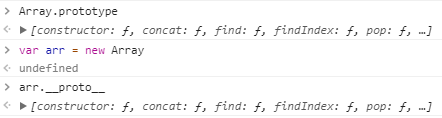 > Array.prototype
<· ▶ [constructor: ƒ, concat: ƒ, find: ƒ, findIndex: ƒ, pop: ƒ, …]
> var arr = new Array
<· undefined
> arr.__proto__
<· ▶ [constructor: ƒ, concat: ƒ, find: ƒ, findIndex: ƒ, pop: ƒ, …]